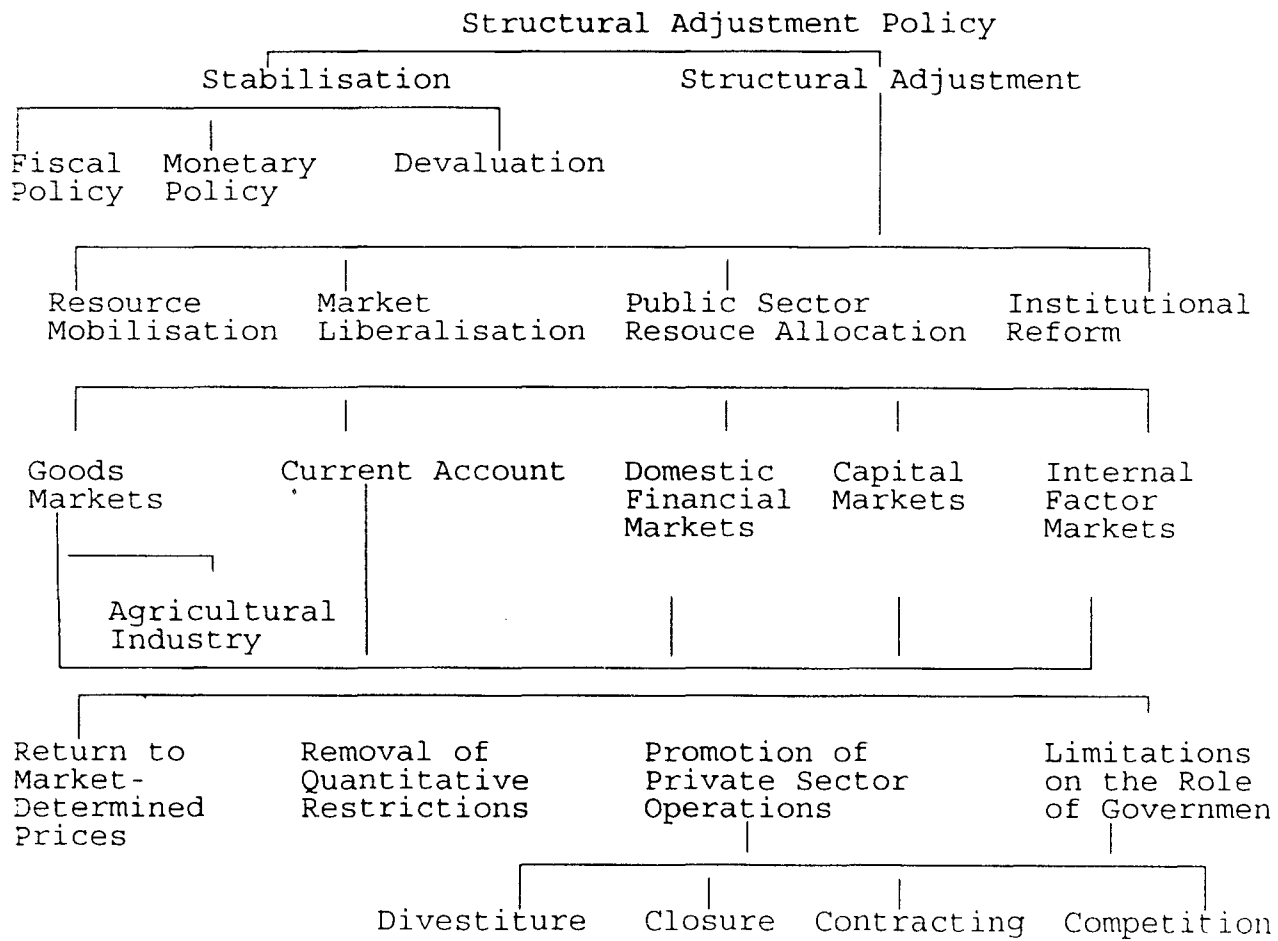 Structural Adjustment Policy
Stabilisation Structural Adjustment
Fiscal Policy Monetary Policy Devaluation
Resource Mobilisation Market Liberalisation Public Sector Resouce Allocation Institutional Reform
Goods Markets Current Account Domestic Financial Markets Capital Markets Internal Factor Markets
Agricultural
Industry
Return to Market-Determined Prices Removal of Quantitative Restrictions Promotion of Private Sector Operations Limitations on the Role of Governmen
Divestiture Closure Contracting Competition